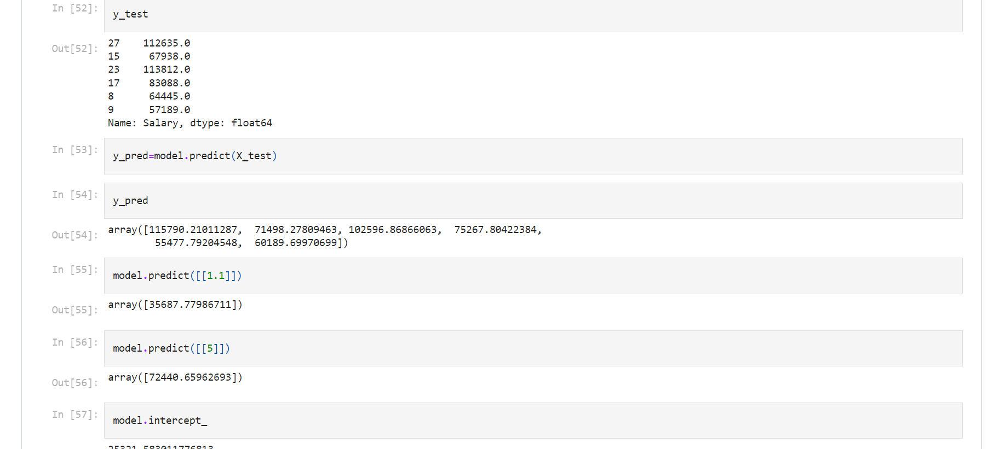 In [52]:
y_test
Out[52]:
27    112635.0
15     67938.0
23    113812.0
17     83088.0
8      64445.0
9      57189.0
Name: Salary, dtype: float64
In [53]:
y_pred=model.predict(X_test)
In [54]:
y_pred
Out[54]:
array([115790.21011287,  71498.27809463, 102596.86866063,  75267.80422384,
        55477.79204548,  60189.69970699])
In [55]:
model.predict([[1.1]])
Out[55]:
array([35687.77986711])
In [56]:
model.predict([[5]])
Out[56]:
array([72440.65962693])
In [57]:
model.intercept_